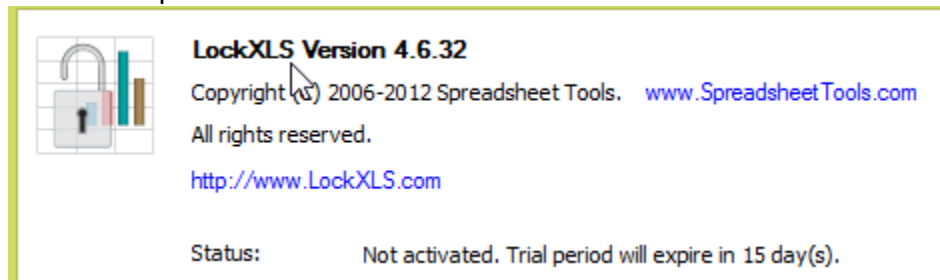 LockXLS Version 4.6.32
Copyright (c) 2006-2012 Spreadsheet Tools. www.SpreadsheetTools.com
All rights reserved.
http://www.LockXLS.com
Status: Not activated. Trial period will expire in 15 day(s).